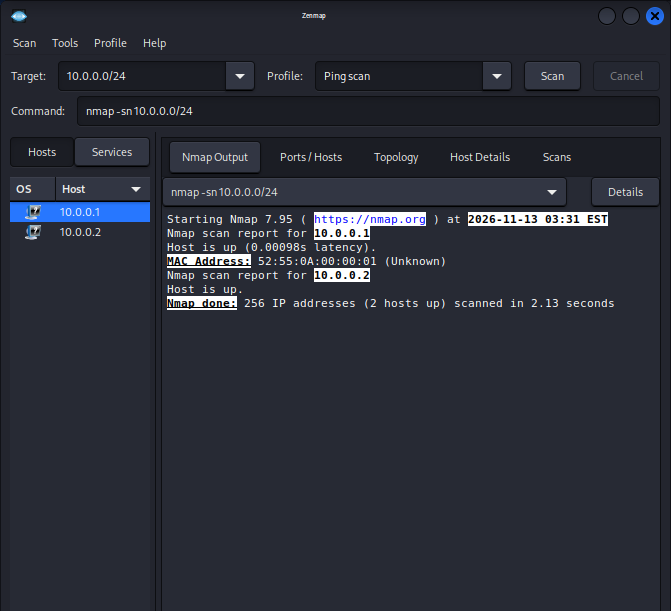 Zenmap
Scan Tools Profile Help
Target: 10.0.0.0/24 Profile: Ping scan Scan Cancel
Command: nmap -sn 10.0.0.0/24
Hosts Services
Nmap Output Ports / Hosts Topology Host Details Scans
OS Host
10.0.0.1
10.0.0.2
nmap -sn 10.0.0.0/24 Details
Starting Nmap 7.95 ( https://nmap.org ) at 2026-11-13 03:31 EST
Nmap scan report for 10.0.0.1
Host is up (0.00098s latency).
MAC Address: 52:55:0A:00:00:01 (Unknown)
Nmap scan report for 10.0.0.2
Host is up.
Nmap done: 256 IP addresses (2 hosts up) scanned in 2.13 seconds